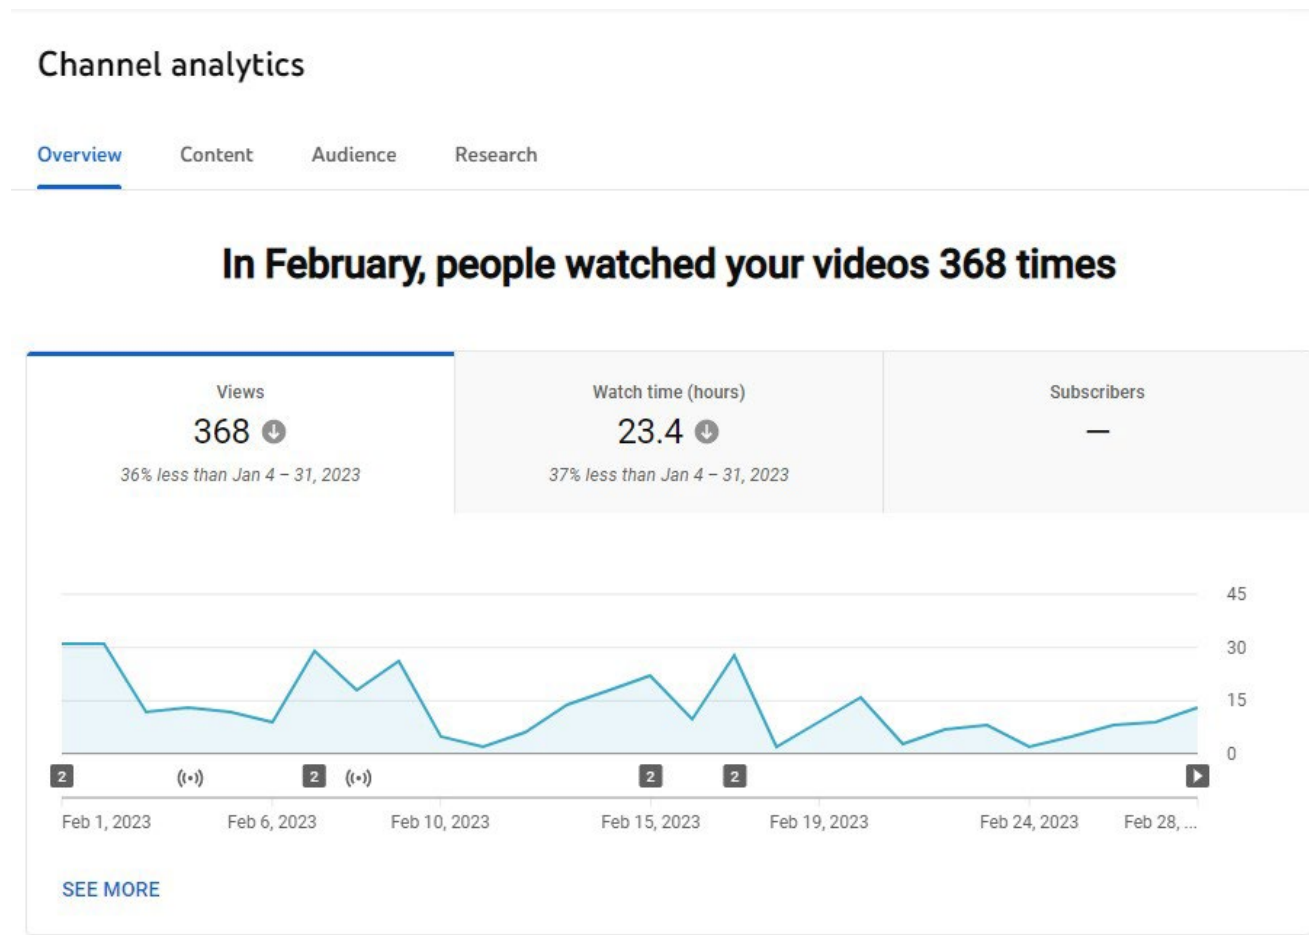 Channel analytics
Overview Content Audience Research
In February, people watched your videos 368 times
Views
368
36% less than Jan 4 – 31, 2023
Watch time (hours)
23.4
37% less than Jan 4 – 31, 2023
Subscribers
—
45
30
15
0
2 2 2 2
Feb 1, 2023 Feb 6, 2023 Feb 10, 2023 Feb 15, 2023 Feb 19, 2023 Feb 24, 2023 Feb 28, ...
SEE MORE